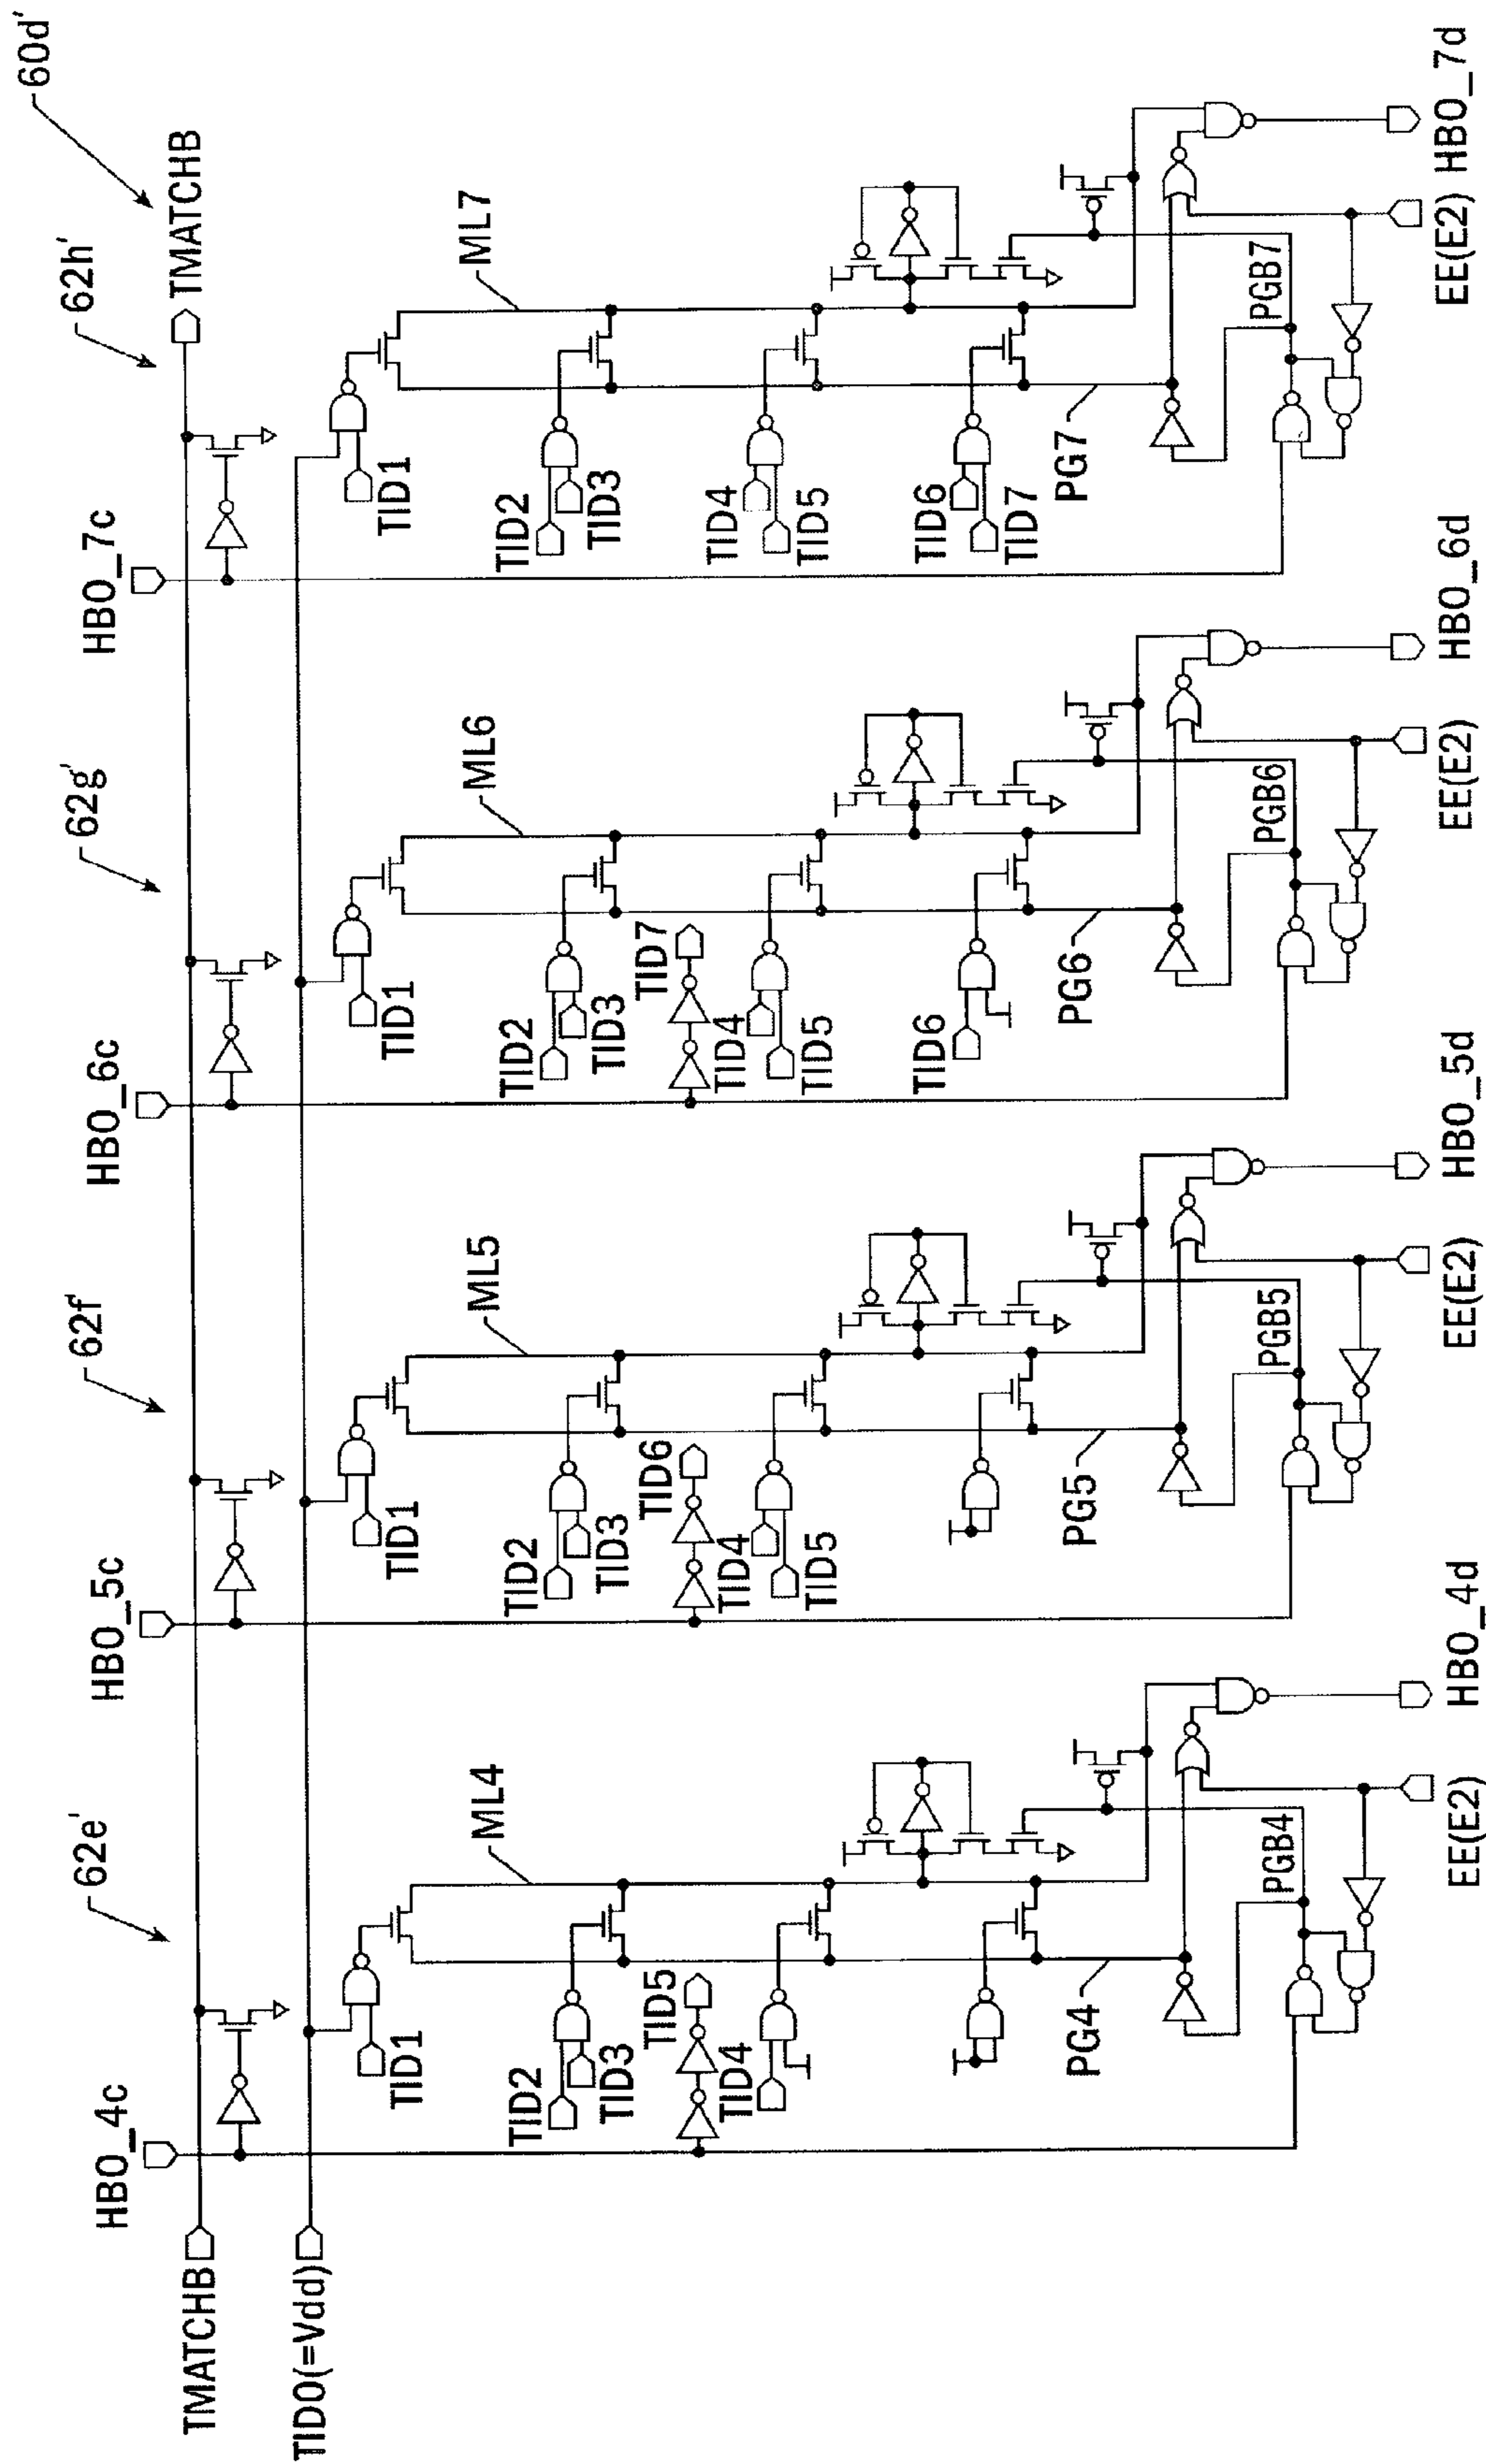 60d'
62e'
62f'
62g'
62h'
HBO_4c
HBO_5c
HBO_6c
HBO_7c
TMATCHB
TMATCHB
TID0(=Vdd)
TID1
TID1
TID1
TID1
ML4
ML5
ML6
ML7
TID2
TID2
TID2
TID2
TID3
TID3
TID3
TID3
TID5
TID6
TID7
TID4
TID4
TID4
TID4
TID5
TID5
TID5
TID6
TID6
TID7
PG4
PG5
PG6
PG7
PGB4
PGB5
PGB6
PGB7
EE(E2)
HBO_4d
EE(E2)
HBO_5d
EE(E2)
HBO_6d
EE(E2)
HBO_7d